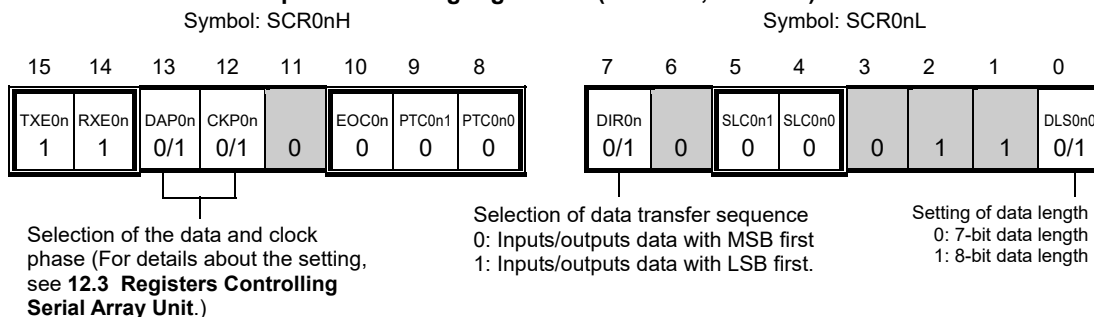 Symbol: SCR0nH
15 14 13 12 11 10 9 8
TXE0n RXE0n DAP0n CKP0n EOC0n PTC0n1 PTC0n0
1 1 0/1 0/1 0 0 0 0
Selection of the data and clock
phase (For details about the setting,
see 12.3 Registers Controlling
Serial Array Unit.)
Symbol: SCR0nL
7 6 5 4 3 2 1 0
DIR0n SLC0n1 SLC0n0 DLS0n0
0/1 0 0 0 0 1 1 0/1
Selection of data transfer sequence
0: Inputs/outputs data with MSB first
1: Inputs/outputs data with LSB first.
Setting of data length
0: 7-bit data length
1: 8-bit data length